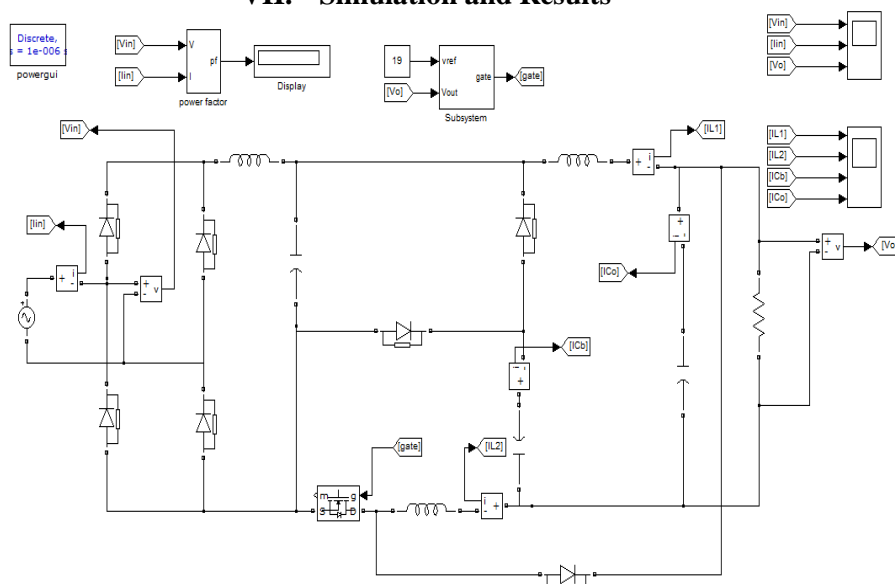 VII. Simulation and Results
Discrete,
s = 1e-006 s
powergui
[Vin]
[Iin]
V
I
pf
power factor
Display
19
[Vo]
vref
Vout
gate
Subsystem
[gate]
[Vin]
[Iin]
[Vo]
[Vin]
[IL1]
+
-
i
[IL1]
[IL2]
[ICb]
[ICo]
[Iin]
+
i
-
+
-
v
+
i
-
[ICo]
+
-
v
[Vo
+
i
-
+
[ICb]
[gate]
m
g
S
D
[IL2]
i
-
+